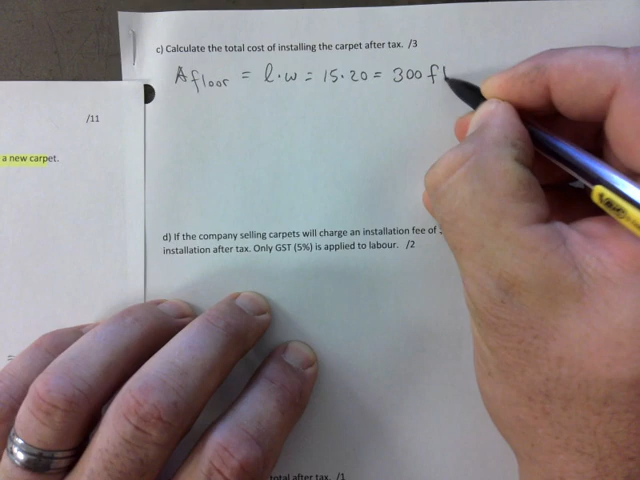 c) Calculate the total cost of installing the carpet after tax. /3
A floor = l·w = 15·20 = 300 f
/11
a new carpet.
d) If the company selling carpets will charge an installation fee of
installation after tax. Only GST (5%) is applied to labour. /2
total after tax. /1
BIC